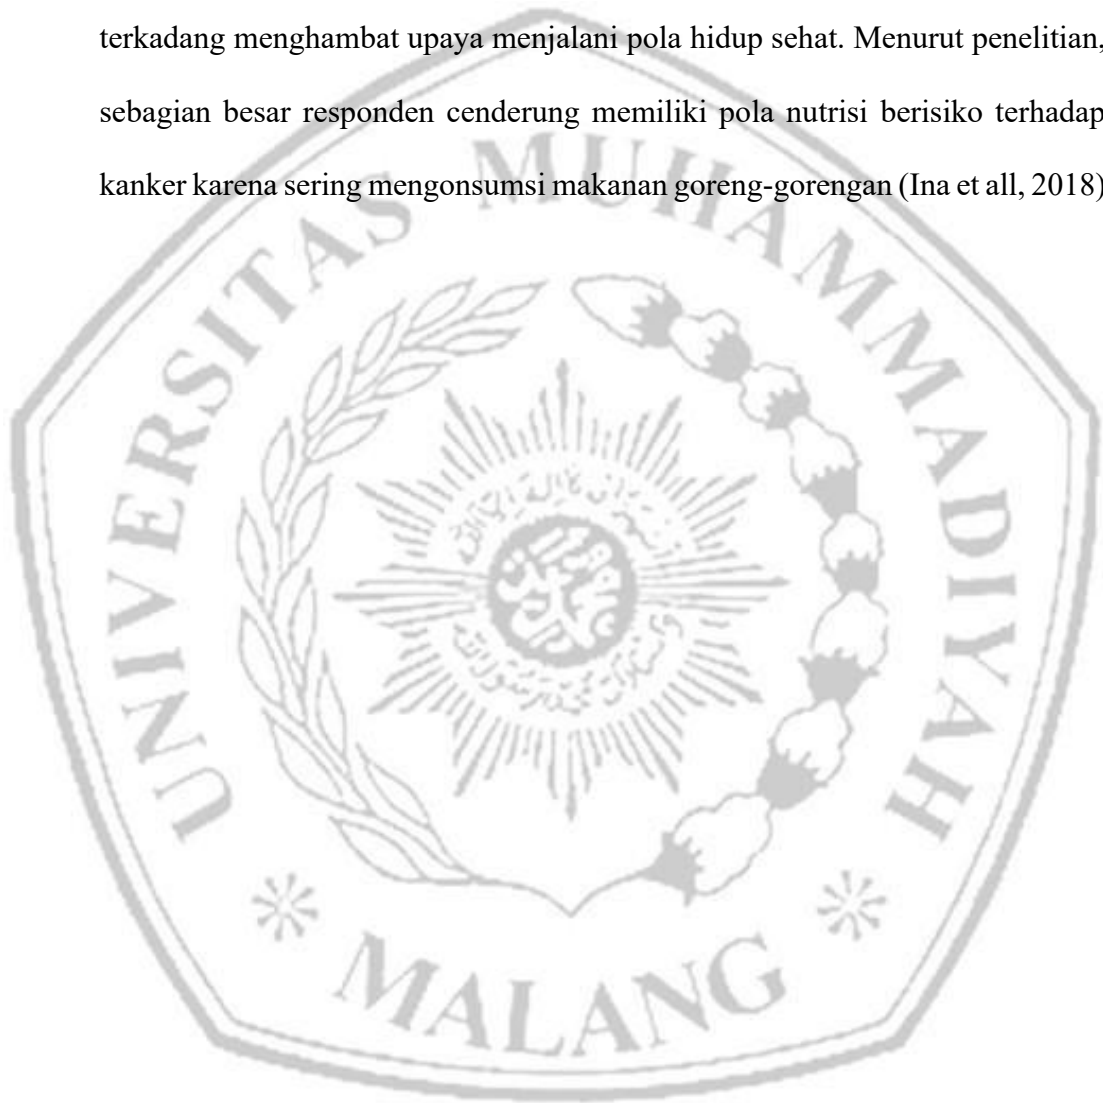 terkadang menghambat upaya menjalani pola hidup sehat. Menurut penelitian,
sebagian besar responden cenderung memiliki pola nutrisi berisiko terhadap
kanker karena sering mengonsumsi makanan goreng-gorengan (Ina et all, 2018)
UNIVERSITAS MUHAMMADIYAH
MALANG